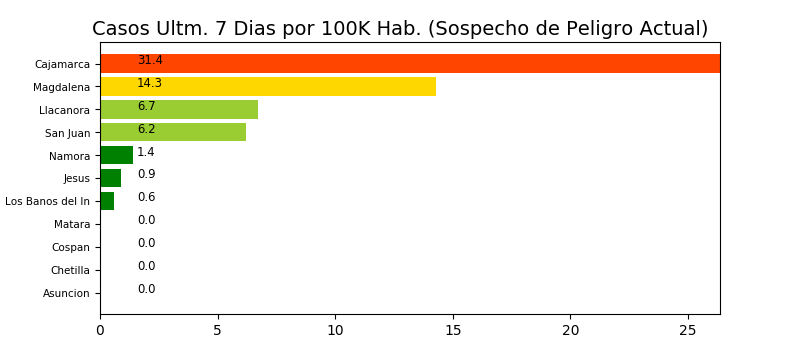 Casos Ultm. 7 Dias por 100K Hab. (Sospecho de Peligro Actual)
Cajamarca 31.4
Magdalena 14.3
Llacanora 6.7
San Juan 6.2
Namora 1.4
Jesus 0.9
Los Banos del In 0.6
Matara 0.0
Cospan 0.0
Chetilla 0.0
Asuncion 0.0
0 5 10 15 20 25